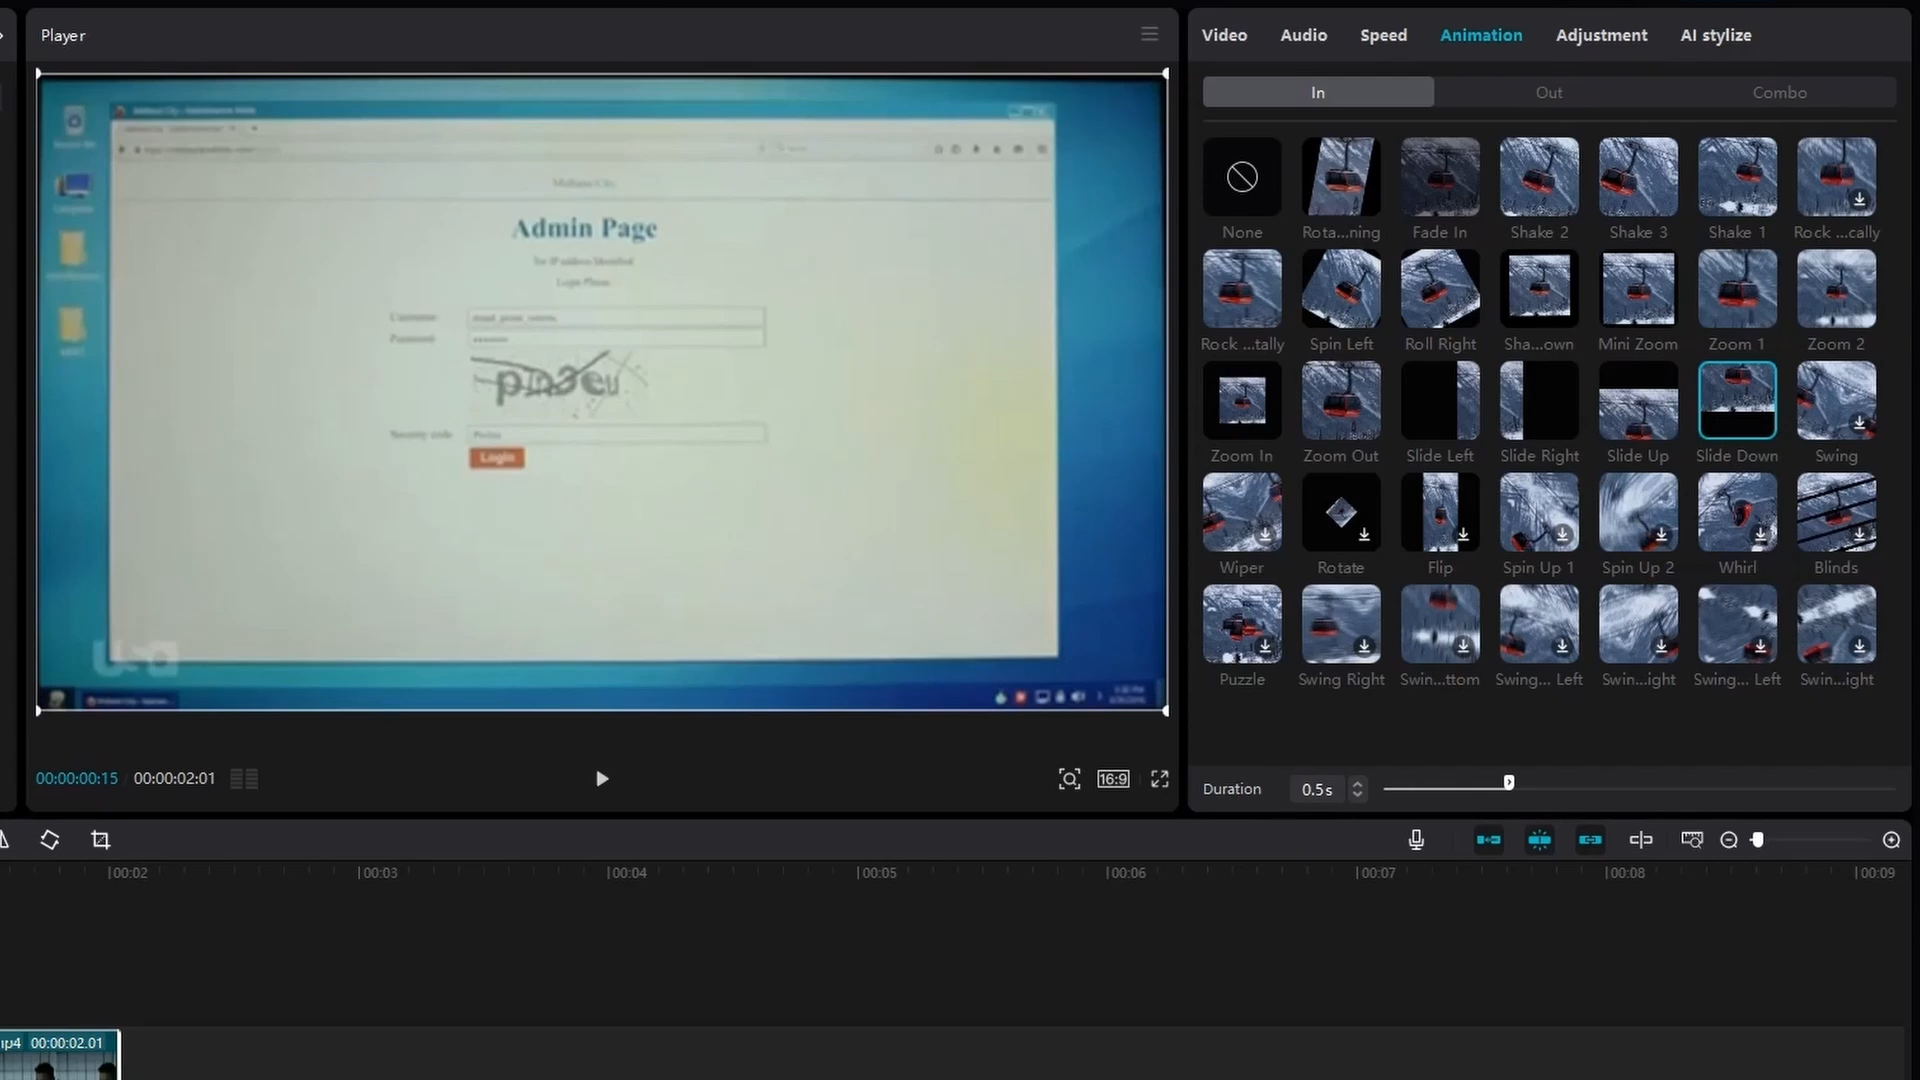 Player
Video Audio Speed Animation Adjustment AI stylize
In Out Combo
Admin Page
Login Please
Login
usa
None Rota...ning Fade In Shake 2 Shake 3 Shake 1 Rock ...cally
Rock ...tally Spin Left Roll Right Sha...own Mini Zoom Zoom 1 Zoom 2
Zoom In Zoom Out Slide Left Slide Right Slide Up Slide Down Swing
Wiper Rotate Flip Spin Up 1 Spin Up 2 Whirl Blinds
Puzzle Swing Right Swin...ttom Swing... Left Swin...ight Swing... Left Swin...ight
00:00:00:15 00:00:02:01
16:9
Duration 0.5s
00:02 00:03 00:04 00:05 00:06 00:07 00:08 00:09
00:00:02.01